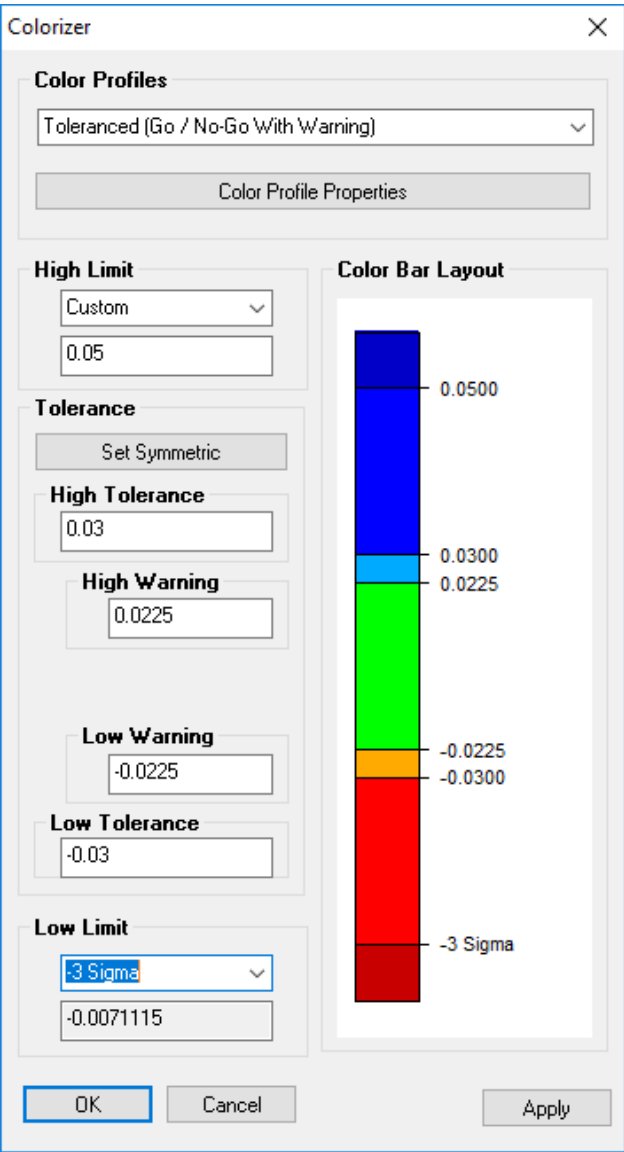 Colorizer
Color Profiles
Toleranced (Go / No-Go With Warning)
Color Profile Properties
High Limit
Custom
0.05
Tolerance
Set Symmetric
High Tolerance
0.03
High Warning
0.0225
Low Warning
-0.0225
Low Tolerance
-0.03
Low Limit
-3 Sigma
-0.0071115
Color Bar Layout
0.0500
0.0300
0.0225
-0.0225
-0.0300
-3 Sigma
OK
Cancel
Apply